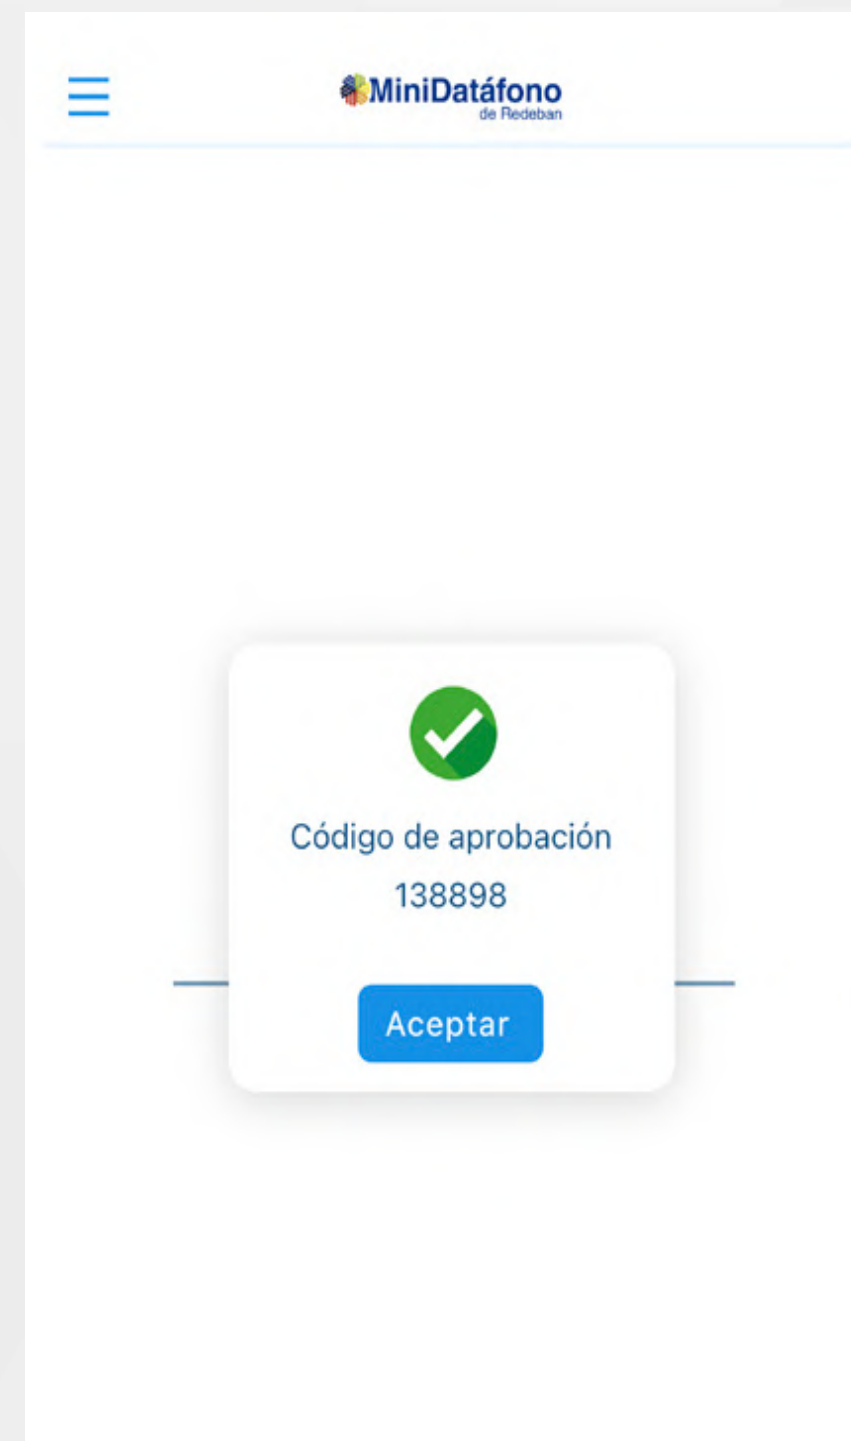 MiniDatáfono
de Redeban
Código de aprobación
138898
Aceptar